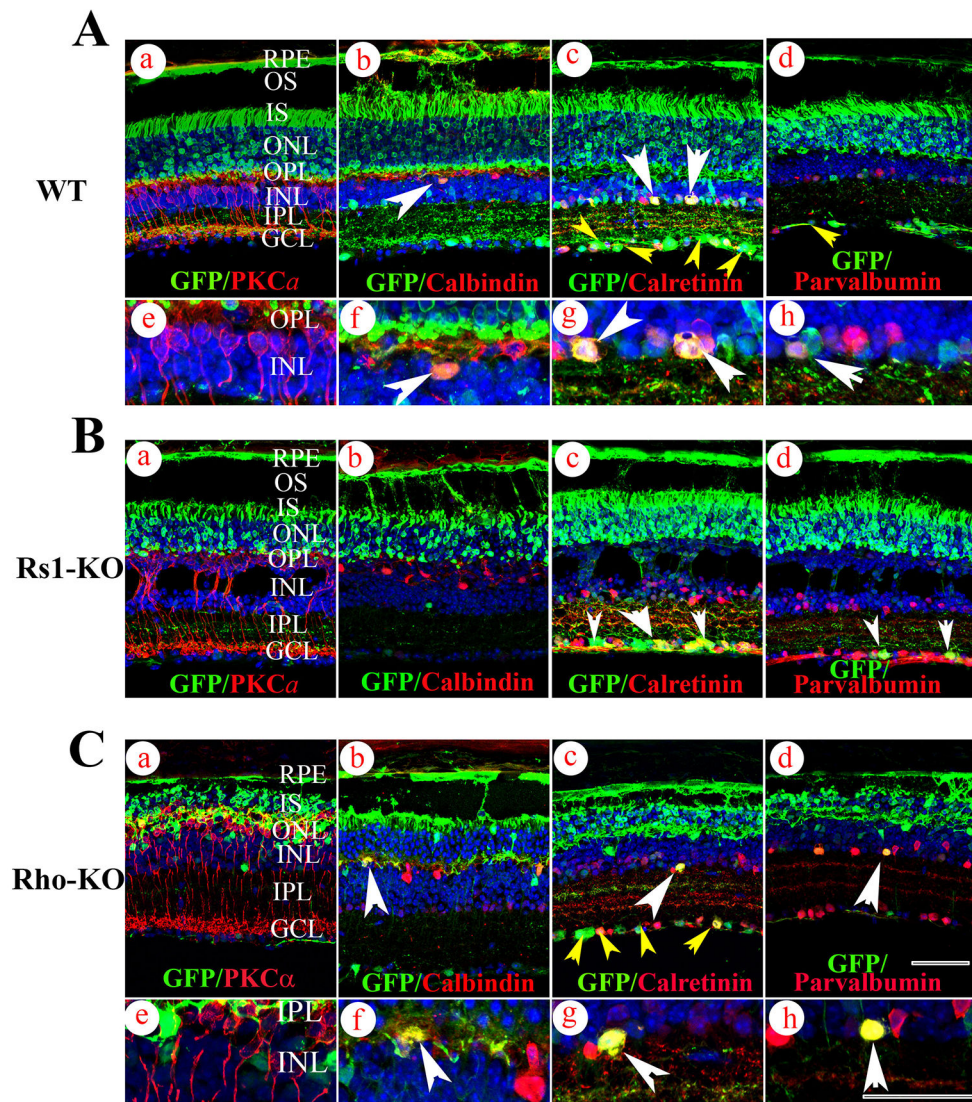 A
WT
a
b
c
d
RPE
OS
IS
ONL
OPL
INL
IPL
GCL
GFP/PKCa
GFP/Calbindin
GFP/Calretinin
GFP/
Parvalbumin
e
f
g
h
OPL
INL
B
Rs1-KO
a
b
c
d
RPE
OS
IS
ONL
OPL
INL
IPL
GCL
GFP/PKCa
GFP/Calbindin
GFP/Calretinin
GFP/
Parvalbumin
C
Rho-KO
a
b
c
d
RPE
IS
ONL
INL
IPL
GCL
GFP/PKCα
GFP/Calbindin
GFP/Calretinin
GFP/
Parvalbumin
e
f
g
h
IPL
INL